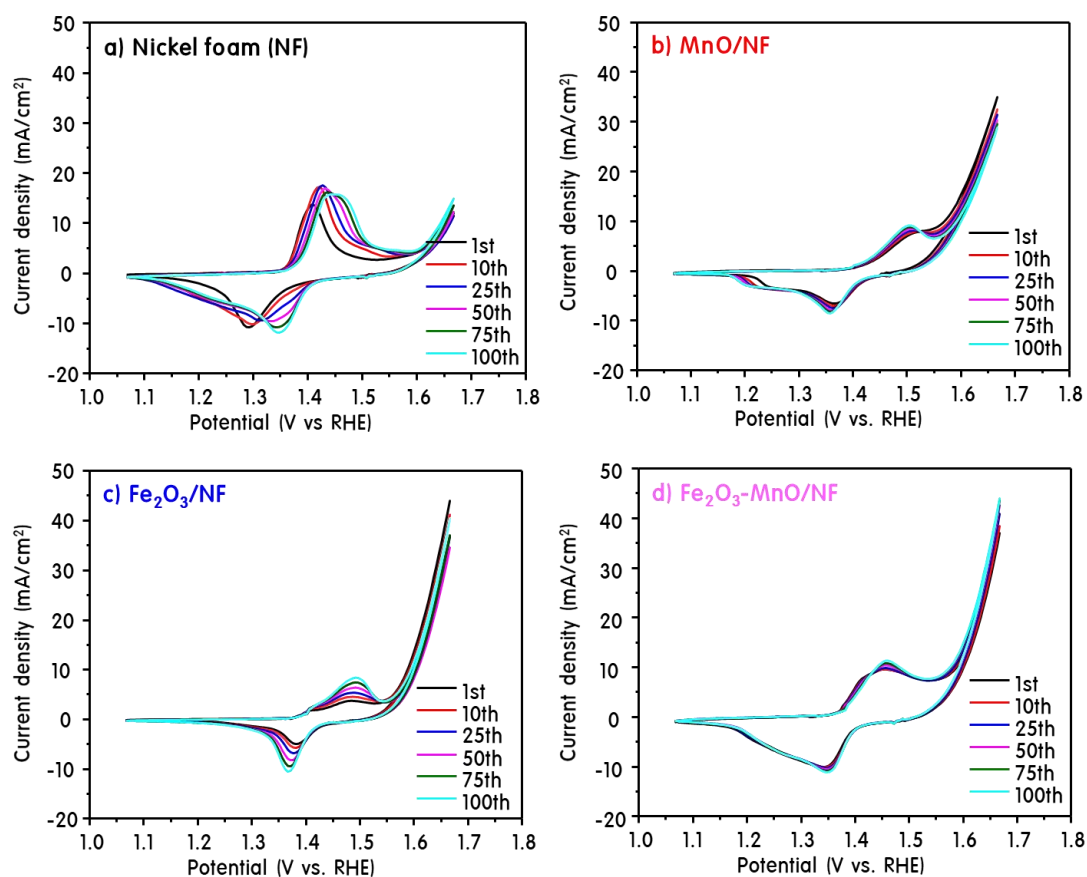 a) Nickel foam (NF)
Current density (mA/cm²)
50
40
30
20
10
0
-10
-20
1st
10th
25th
50th
75th
100th
1.0 1.1 1.2 1.3 1.4 1.5 1.6 1.7 1.8
Potential (V vs RHE)
b) MnO/NF
Current density (mA/cm²)
50
40
30
20
10
0
-10
-20
1st
10th
25th
50th
75th
100th
1.0 1.1 1.2 1.3 1.4 1.5 1.6 1.7 1.8
Potential (V vs. RHE)
c) Fe₂O₃/NF
Current density (mA/cm²)
50
40
30
20
10
0
-10
-20
1st
10th
25th
50th
75th
100th
1.0 1.1 1.2 1.3 1.4 1.5 1.6 1.7 1.8
Potential (V vs. RHE)
d) Fe₂O₃-MnO/NF
Current density (mA/cm²)
50
40
30
20
10
0
-10
-20
1st
10th
25th
50th
75th
100th
1.0 1.1 1.2 1.3 1.4 1.5 1.6 1.7 1.8
Potential (V vs. RHE)